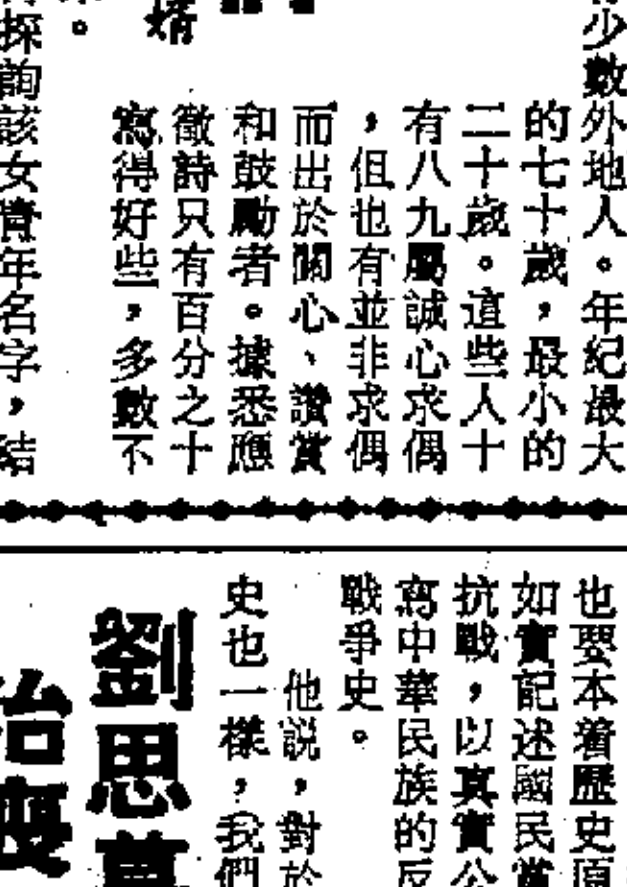 少數外地人。年紀最大
的七十歲，最小的
二十歲。這些人十
有八九屬誠心求偶
，但也有並非求偶
而出於關心、讚賞
和鼓勵者。據悉應
徵詩只有百分之十
寫得好些，多數不
情
探詢該女青年名字，結
也要本着歷史原
如實記述國民黨
抗戰，以真實公
寫中華民族的反
戰爭史。
他說，對於
史也一樣，我們
劉思
治喪